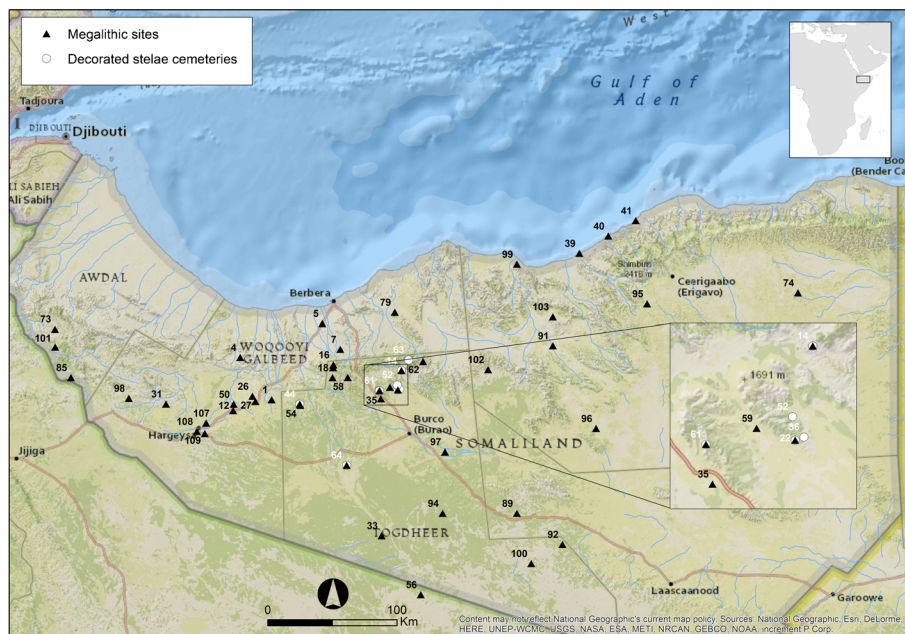 Megalithic sites
Decorated stelae cemeteries
Gulf of
Aden
Tadjoura
DJIBOUTI
Djibouti
ALI SABIEH
Ali Sabih
(Bender Ca
AWDAL
Berbera
WOQOOYI
GALBEED
Ceerigaabo
(Erigavo)
Shimbiris
2416 m
41
40
39
99
74
95
103
79
5
7
4
73
101
85
98
31
16
18
58
63
62
91
102
44
54
50
26
12
27
1
107
108
109
Hargeysa
Jijiga
61
52
35
Burco
(Burao)
97
96
SOMALILAND
64
94
89
33
TOGDHEER
92
100
56
Laascaanood
Garoowe
14
1691 m
52
59
36
22
61
35
0
100
Km
Content may not reflect National Geographic's current map policy. Sources: National Geographic, Esri, DeLorme,
HERE, UNEP-WCMC, USGS, NASA, ESA, METI, NRCAN, GEBCO, NOAA, increment P Corp.